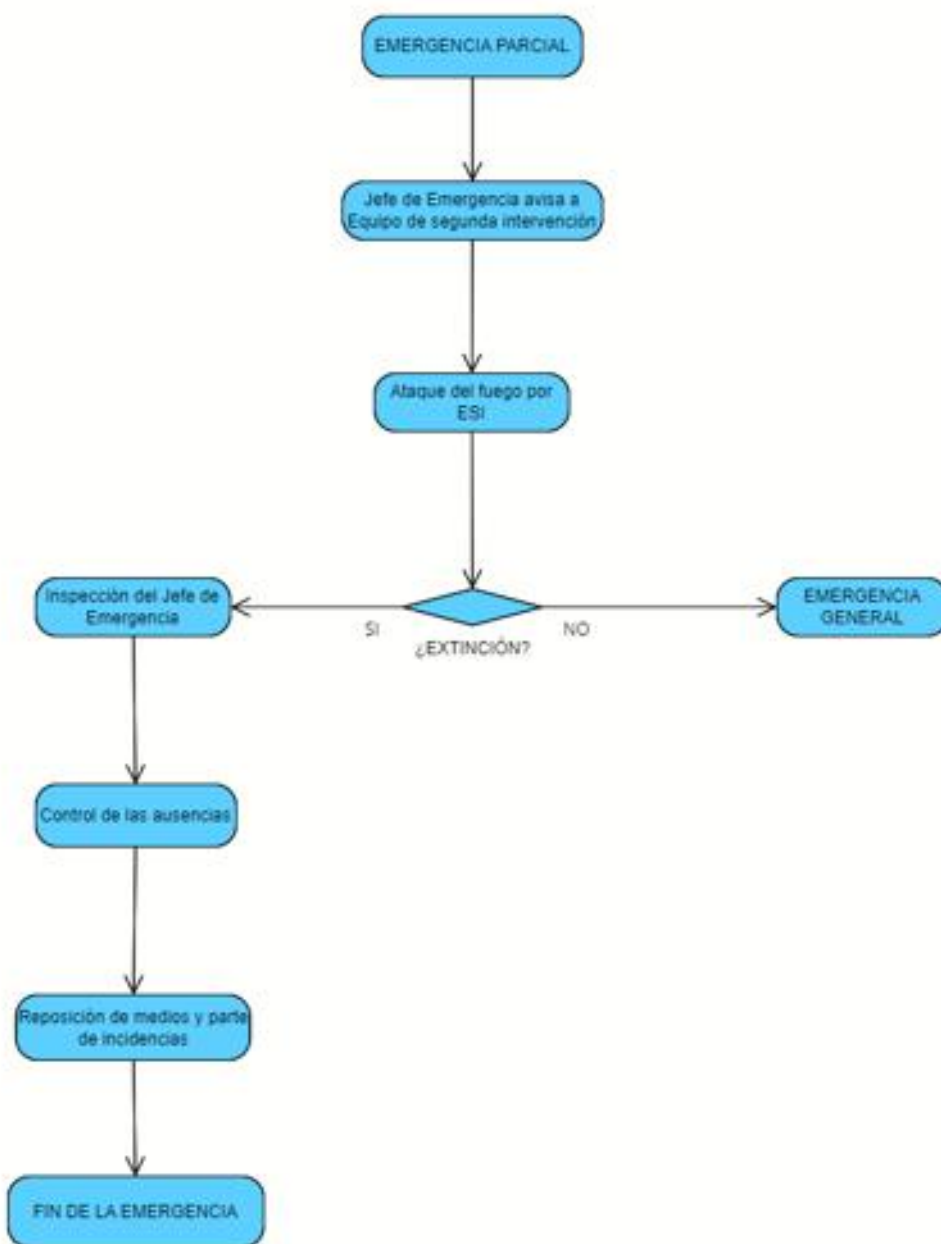 EMERGENCIA PARCIAL
Jefe de Emergencia avisa a
Equipo de segunda intervención
Ataque del fuego por
ESI
Inspección del Jefe de
Emergencia
SI
NO
¿EXTINCIÓN?
EMERGENCIA
GENERAL
Control de las ausencias
Reposición de medios y parte
de incidencias
FIN DE LA EMERGENCIA